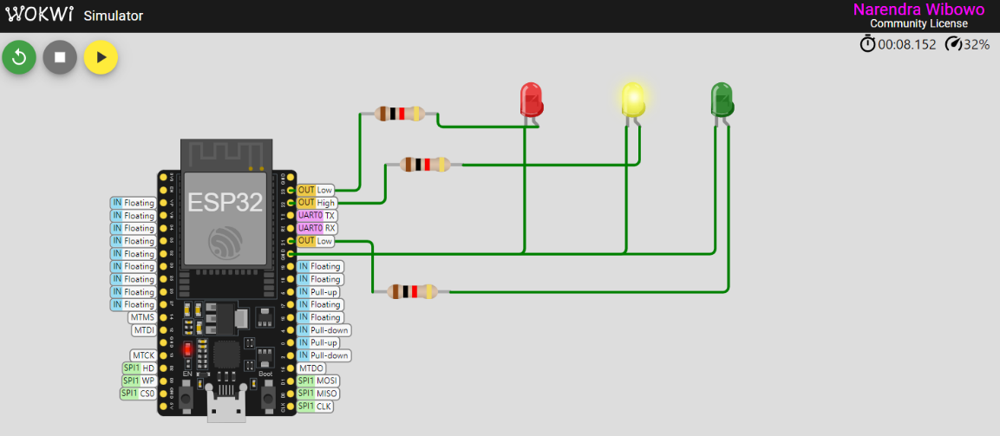 WOKWi Simulator
Narendra Wibowo
Community License
00:08.152 32%
ESP32
OUT Low
OUT High
UART0 TX
UART0 RX
OUT Low
IN Floating
IN Floating
IN Pull-up
IN Floating
IN Floating
IN Pull-down
IN Pull-up
IN Pull-down
MTDO
SPI1 MOSI
SPI1 MISO
SPI1 CLK
IN Floating
IN Floating
IN Floating
IN Floating
IN Floating
IN Floating
IN Floating
IN Floating
IN Floating
MTMS
MTDI
MTCK
SPI1 HD
SPI1 WP
SPI1 CS0
EN
Boot